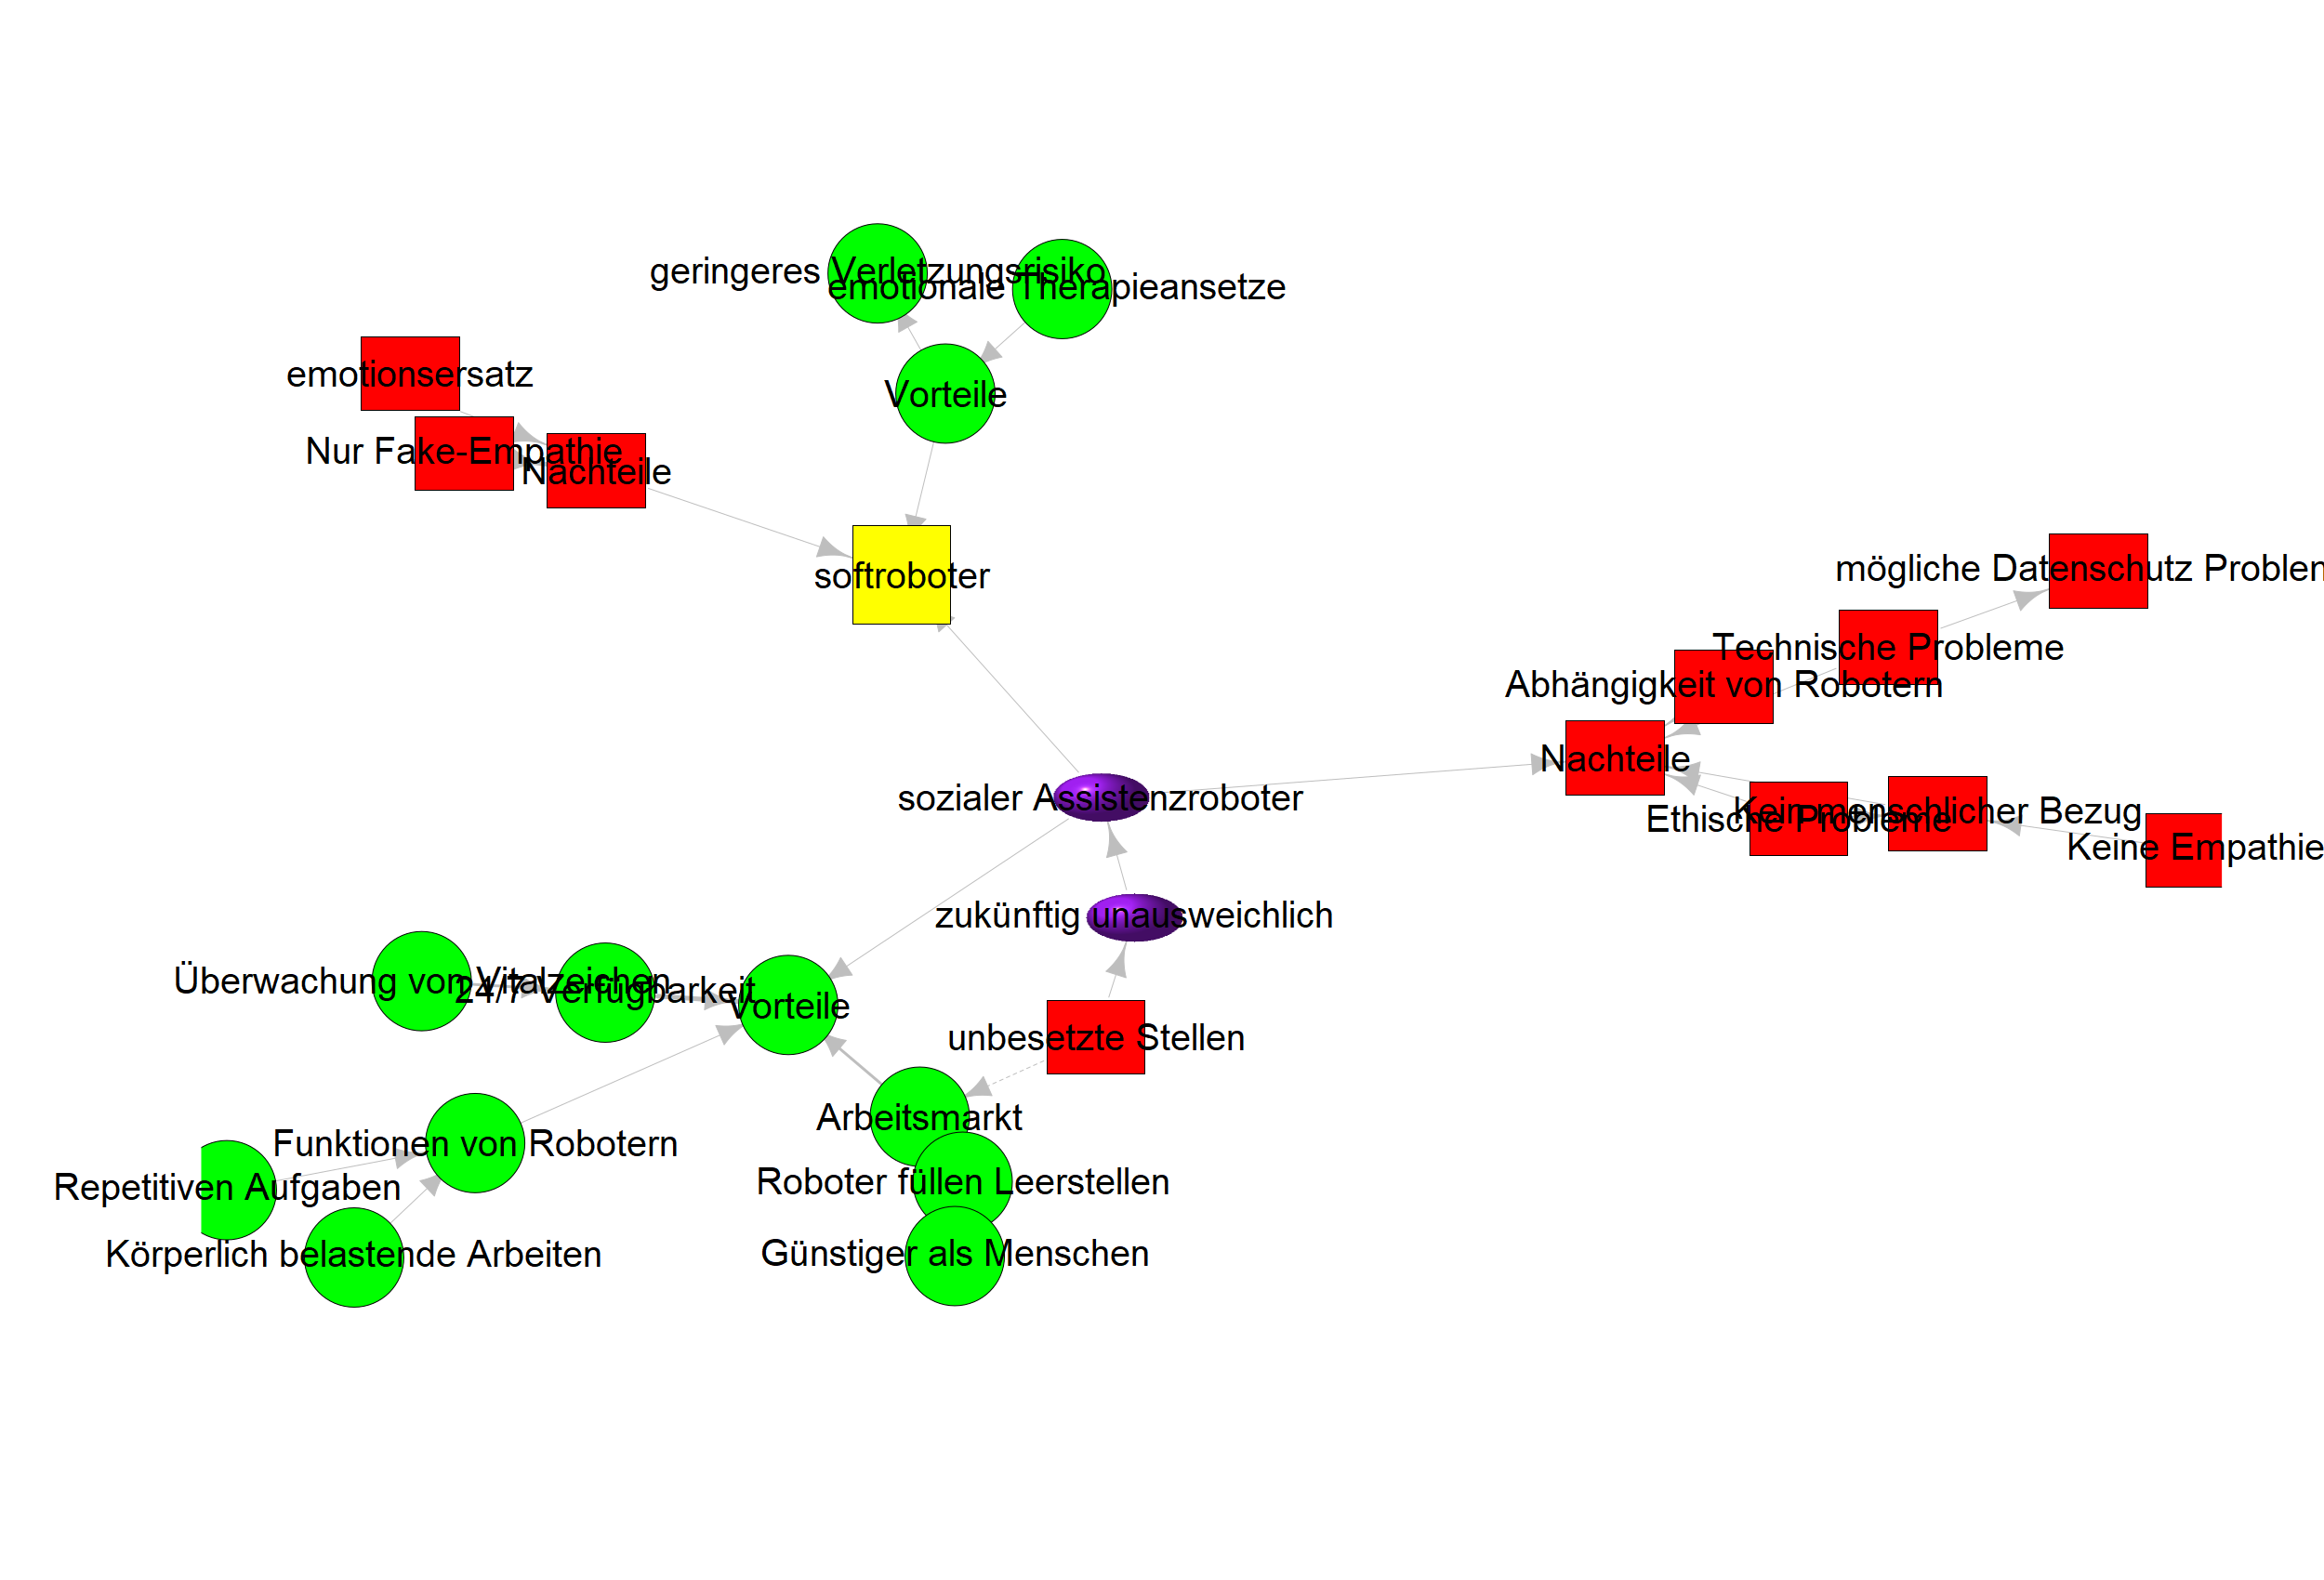 geringeres Verletzungsrisiko
emotionale Therapieansetze
emotionsersatz
Vorteile
Nur Fake-Empathie
Nachteile
softroboter
mögliche Datenschutz Problem
Technische Probleme
Abhängigkeit von Robotern
Nachteile
sozialer Assistenzroboter
Kein menschlicher Bezug
Ethische Probleme
Keine Empathie
zukünftig unausweichlich
Überwachung von Vitalzeichen
24/7 Verfügbarkeit
Vorteile
unbesetzte Stellen
Arbeitsmarkt
Funktionen von Robotern
Roboter füllen Leerstellen
Repetitiven Aufgaben
Körperlich belastende Arbeiten
Günstiger als Menschen